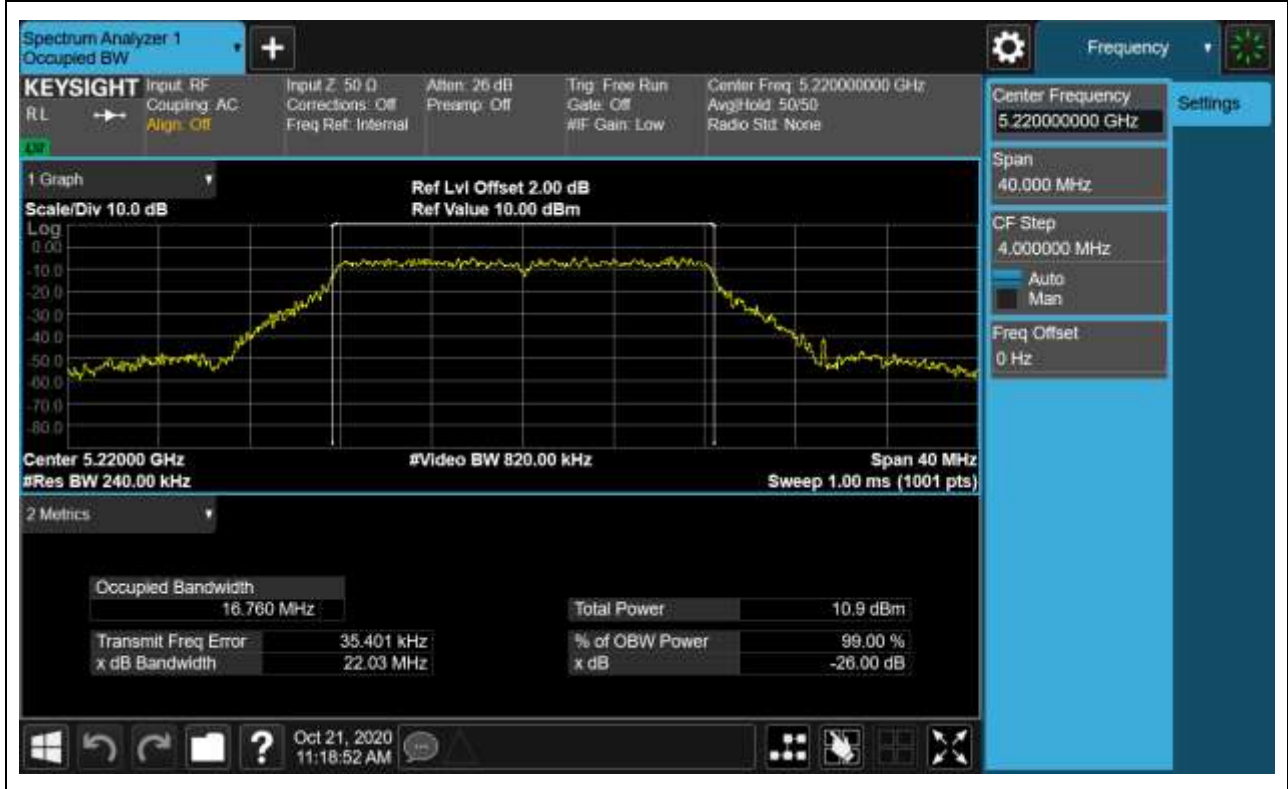 Spectrum Analyzer 1
Occupied BW
+
Frequency
KEYSIGHT
RL
Input: RF
Coupling: AC
Align: Off
Input Z: 50 Ω
Corrections: Off
Freq Ref: Internal
Atten: 26 dB
Preamp: Off
Trig: Free Run
Gate: Off
#IF Gain: Low
Center Freq: 5.220000000 GHz
Avg|Hold: 50/50
Radio Std: None
Center Frequency
5.220000000 GHz
Settings
Span
40.000 MHz
CF Step
4.000000 MHz
Auto
Man
Freq Offset
0 Hz
1 Graph
Scale/Div 10.0 dB
Ref Lvl Offset 2.00 dB
Ref Value 10.00 dBm
Log
0.00
-10.0
-20.0
-30.0
-40.0
-50.0
-60.0
-70.0
-80.0
Center 5.22000 GHz
#Video BW 820.00 kHz
Span 40 MHz
#Res BW 240.00 kHz
Sweep 1.00 ms (1001 pts)
2 Metrics
Occupied Bandwidth
16.760 MHz
Total Power 10.9 dBm
Transmit Freq Error 35.401 kHz
% of OBW Power 99.00 %
x dB Bandwidth 22.03 MHz
x dB -26.00 dB
?
Oct 21, 2020
11:18:52 AM